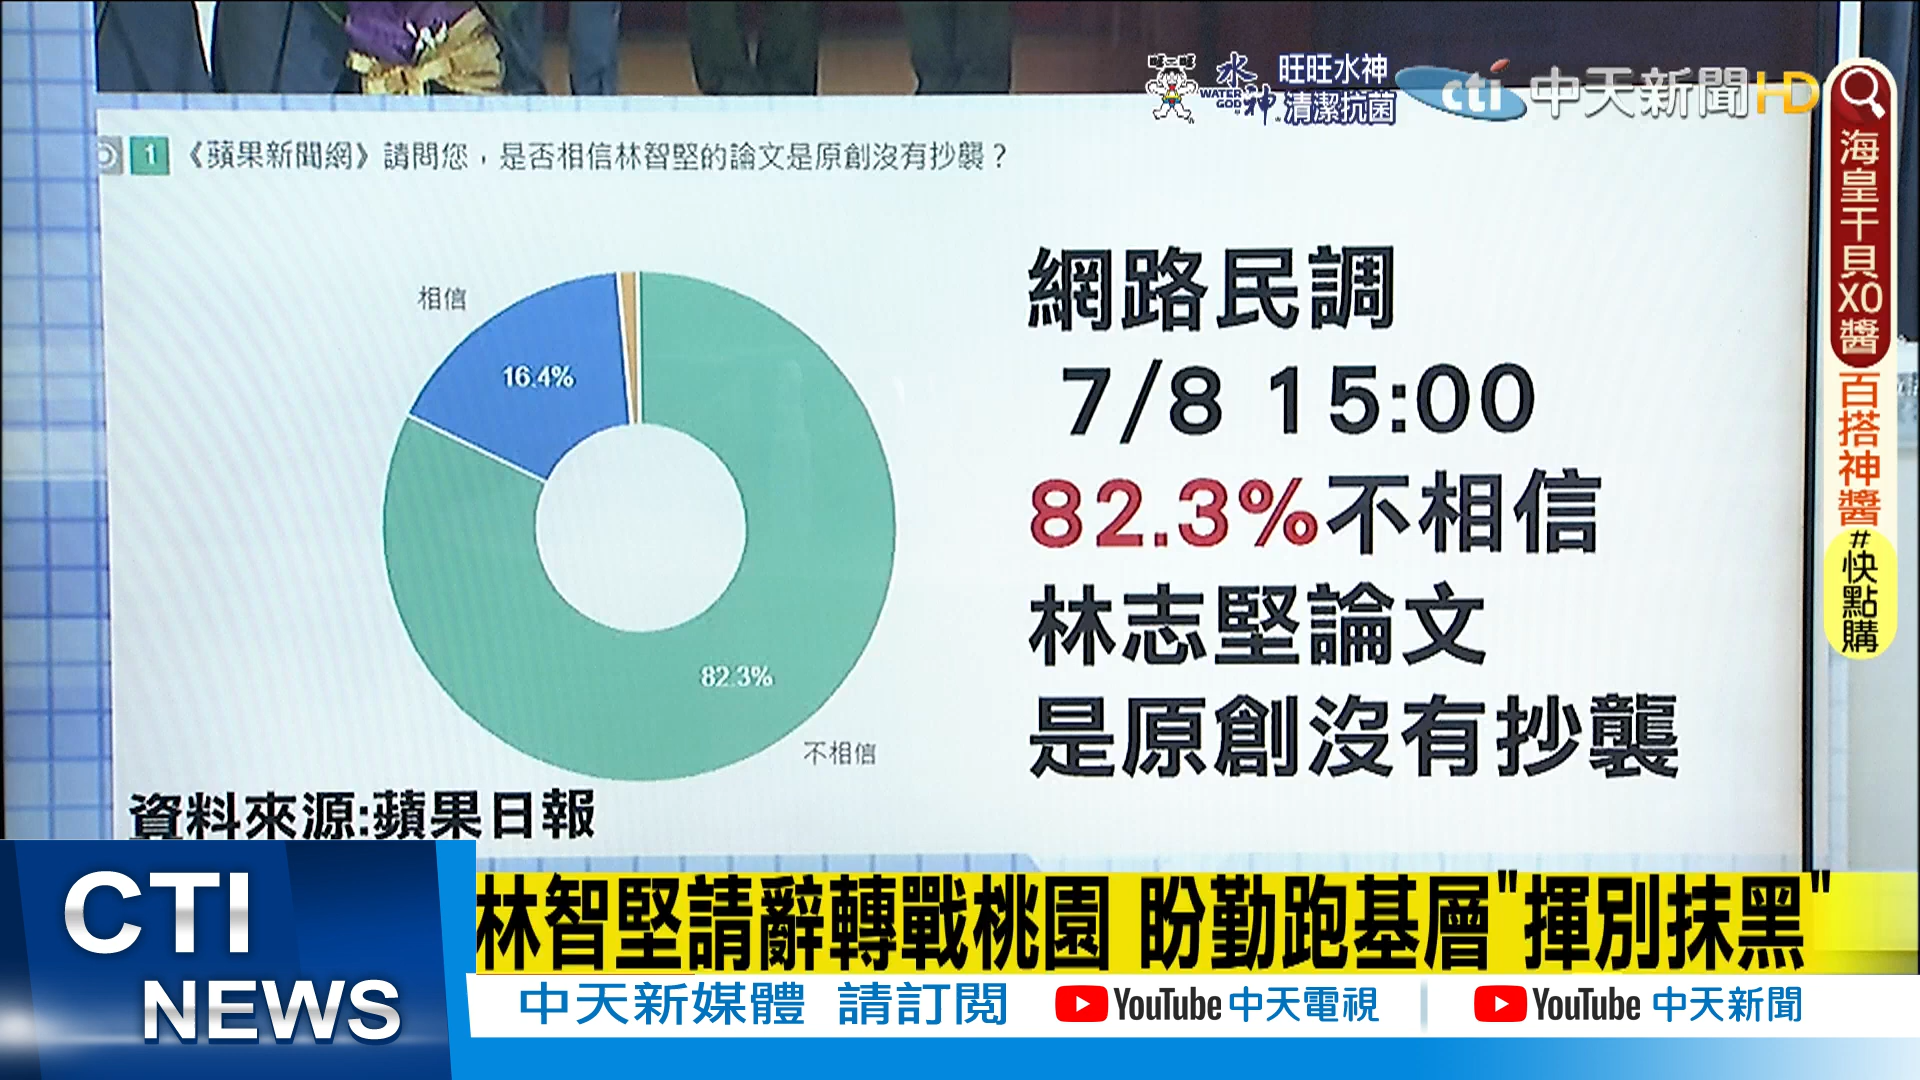 旺旺水神
水神
WATER GOD
清潔抗菌
cti 中天新聞HD
1 《蘋果新聞網》請問您，是否相信林智堅的論文是原創沒有抄襲？
相信
16.4%
82.3%
不相信
網路民調
7/8 15:00
82.3%不相信
林志堅論文
是原創沒有抄襲
資料來源:蘋果日報
海皇干貝XO醬
百搭神醬
#快點購
CTI NEWS
林智堅請辭轉戰桃園 盼勤跑基層"揮別抹黑"
中天新媒體 請訂閱 YouTube 中天電視 | YouTube 中天新聞